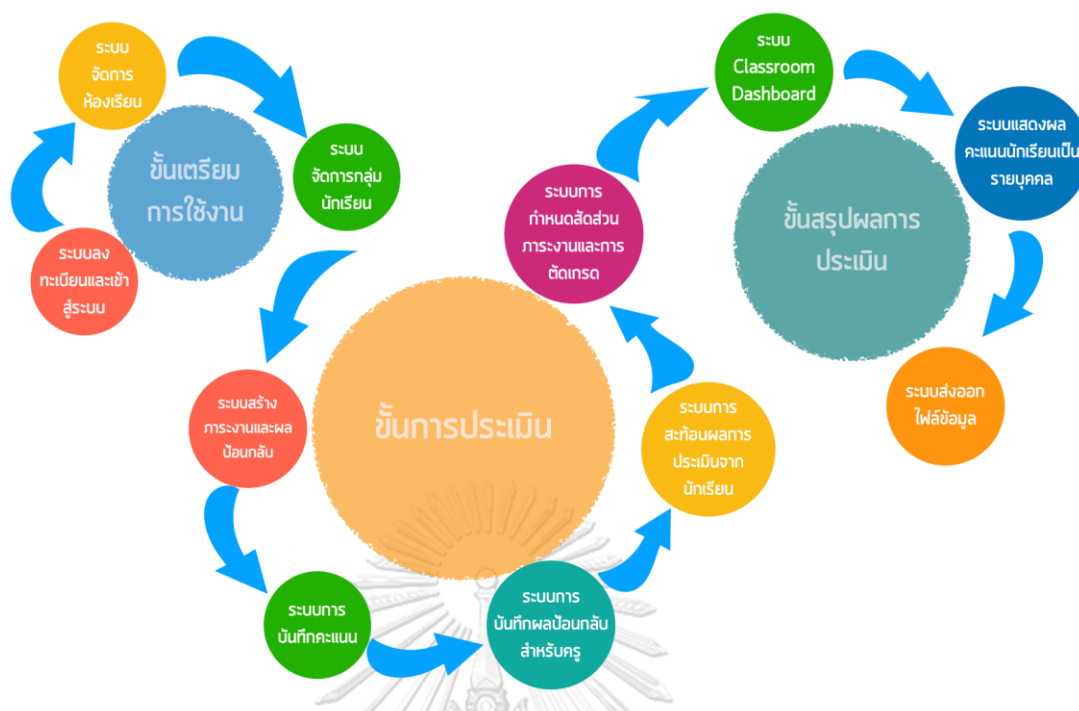 ระบบลง
ทะเบียนและเข้า
สู่ระบบ
ระบบ
จัดการ
ห้องเรียน
ระบบ
จัดการกลุ่ม
นักเรียน
ขั้นเตรียม
การใช้งาน
ระบบสร้าง
ภาระงานและผล
ป้อนกลับ
ระบบการ
บันทึกคะแนน
ระบบการ
บันทึกผลป้อนกลับ
สำหรับครู
ระบบการ
สะท้อนผลการ
ประเมินจาก
นักเรียน
ระบบการ
กำหนดสัดส่วน
ภาระงานและการ
ตัดเกรด
ขั้นการประเมิน
ระบบ
Classroom
Dashboard
ระบบแสดงผล
คะแนนนักเรียนเป็น
รายบุคคล
ระบบส่งออก
ไฟล์ข้อมูล
ขั้นสรุปผลการ
ประเมิน